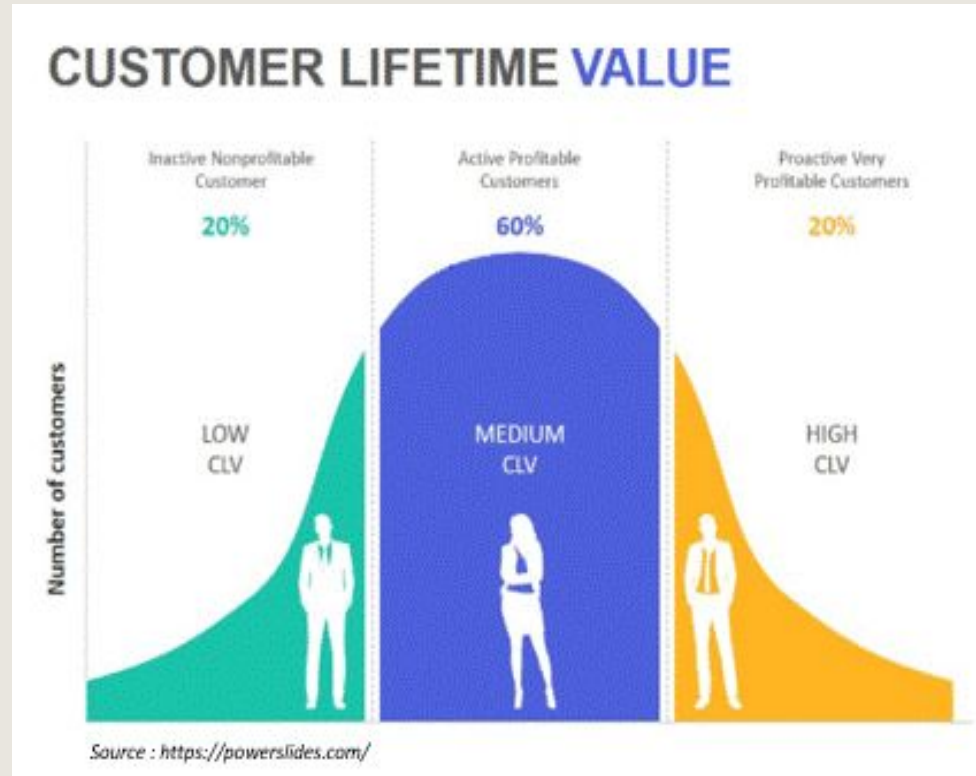 CUSTOMER LIFETIME VALUE
Inactive Nonprofitable
Customer
20%
Active Profitable
Customers
60%
Proactive Very
Profitable Customers
20%
Number of customers
LOW
CLV
MEDIUM
CLV
HIGH
CLV
Source : https://powerslides.com/